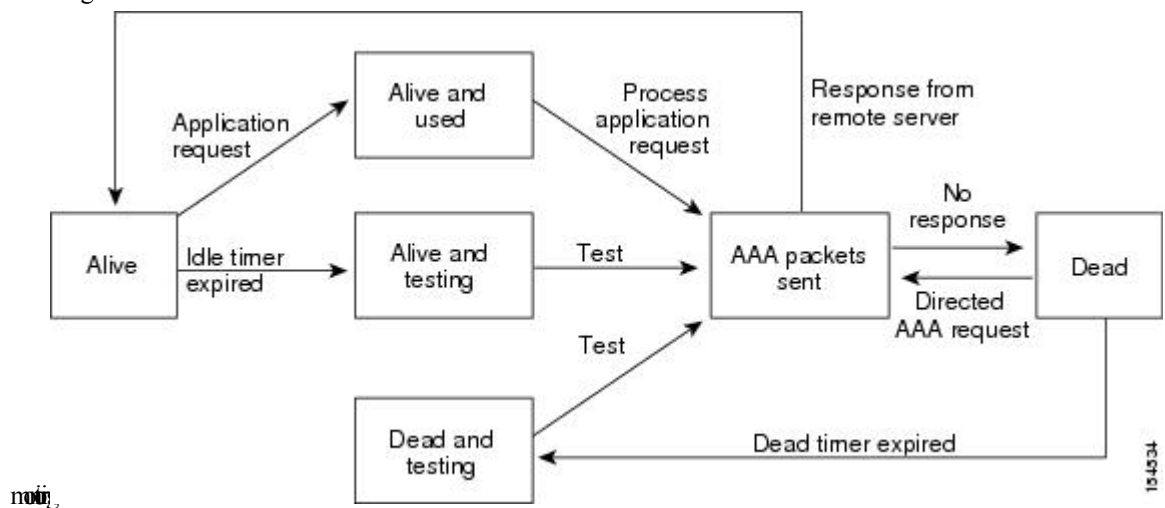 Alive and
used
Application
request
Process
application
request
Response from
remote server
Alive
Idle timer
expired
Alive and
testing
Test
AAA packets
sent
No
response
Dead
Directed
AAA request
Test
Dead and
testing
Dead timer expired
154534